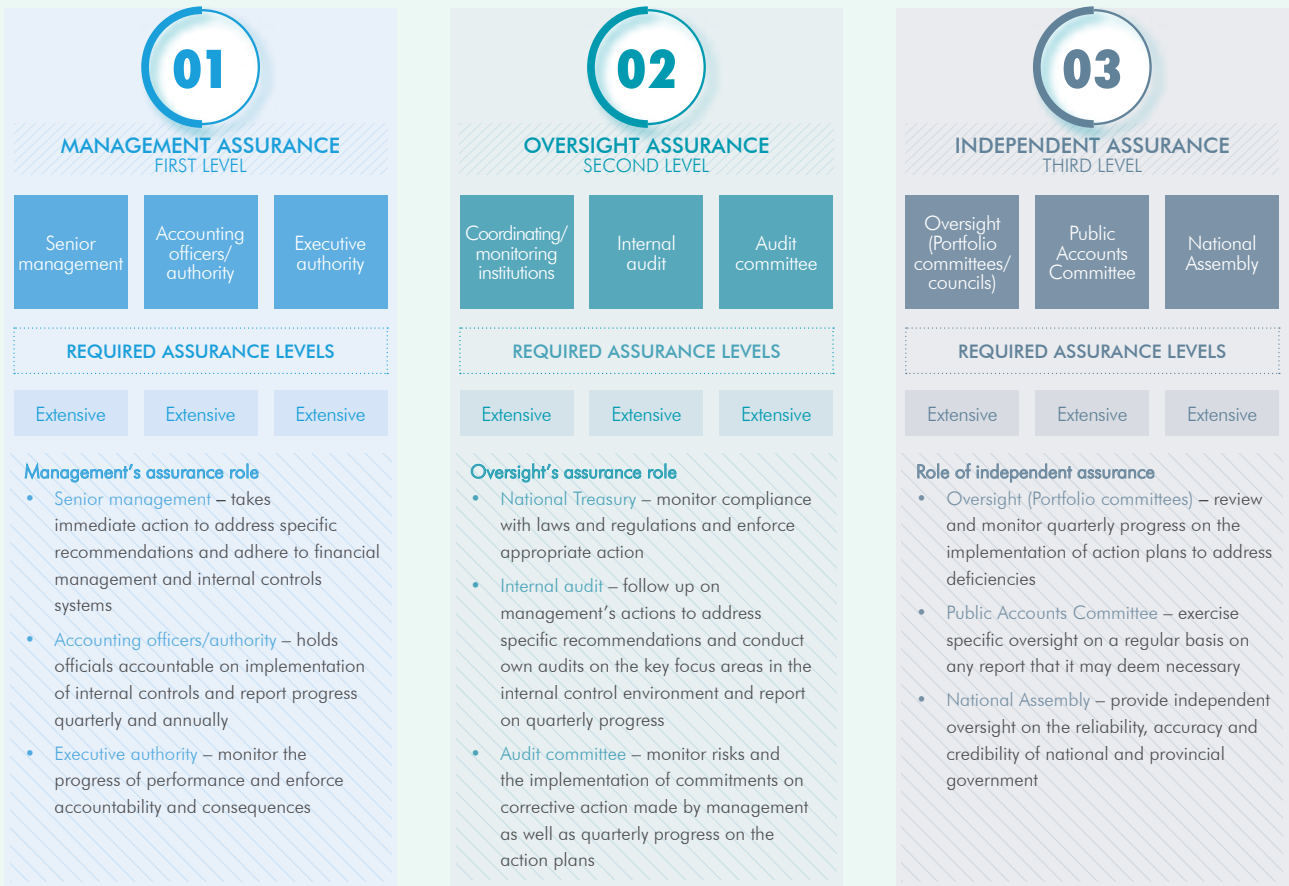 01
MANAGEMENT ASSURANCE
FIRST LEVEL
Senior
management
Accounting
officers/
authority
Executive
authority
REQUIRED ASSURANCE LEVELS
Extensive
Extensive
Extensive
Management's assurance role
• Senior management – takes
immediate action to address specific
recommendations and adhere to financial
management and internal controls
systems
• Accounting officers/authority – holds
officials accountable on implementation
of internal controls and report progress
quarterly and annually
• Executive authority – monitor the
progress of performance and enforce
accountability and consequences
02
OVERSIGHT ASSURANCE
SECOND LEVEL
Coordinating/
monitoring
institutions
Internal
audit
Audit
committee
REQUIRED ASSURANCE LEVELS
Extensive
Extensive
Extensive
Oversight's assurance role
• National Treasury – monitor compliance
with laws and regulations and enforce
appropriate action
• Internal audit – follow up on
management's actions to address
specific recommendations and conduct
own audits on the key focus areas in the
internal control environment and report
on quarterly progress
• Audit committee – monitor risks and
the implementation of commitments on
corrective action made by management
as well as quarterly progress on the
action plans
03
INDEPENDENT ASSURANCE
THIRD LEVEL
Oversight
(Portfolio
committees/
councils)
Public
Accounts
Committee
National
Assembly
REQUIRED ASSURANCE LEVELS
Extensive
Extensive
Extensive
Role of independent assurance
• Oversight (Portfolio committees) – review
and monitor quarterly progress on the
implementation of action plans to address
deficiencies
• Public Accounts Committee – exercise
specific oversight on a regular basis on
any report that it may deem necessary
• National Assembly – provide independent
oversight on the reliability, accuracy and
credibility of national and provincial
government